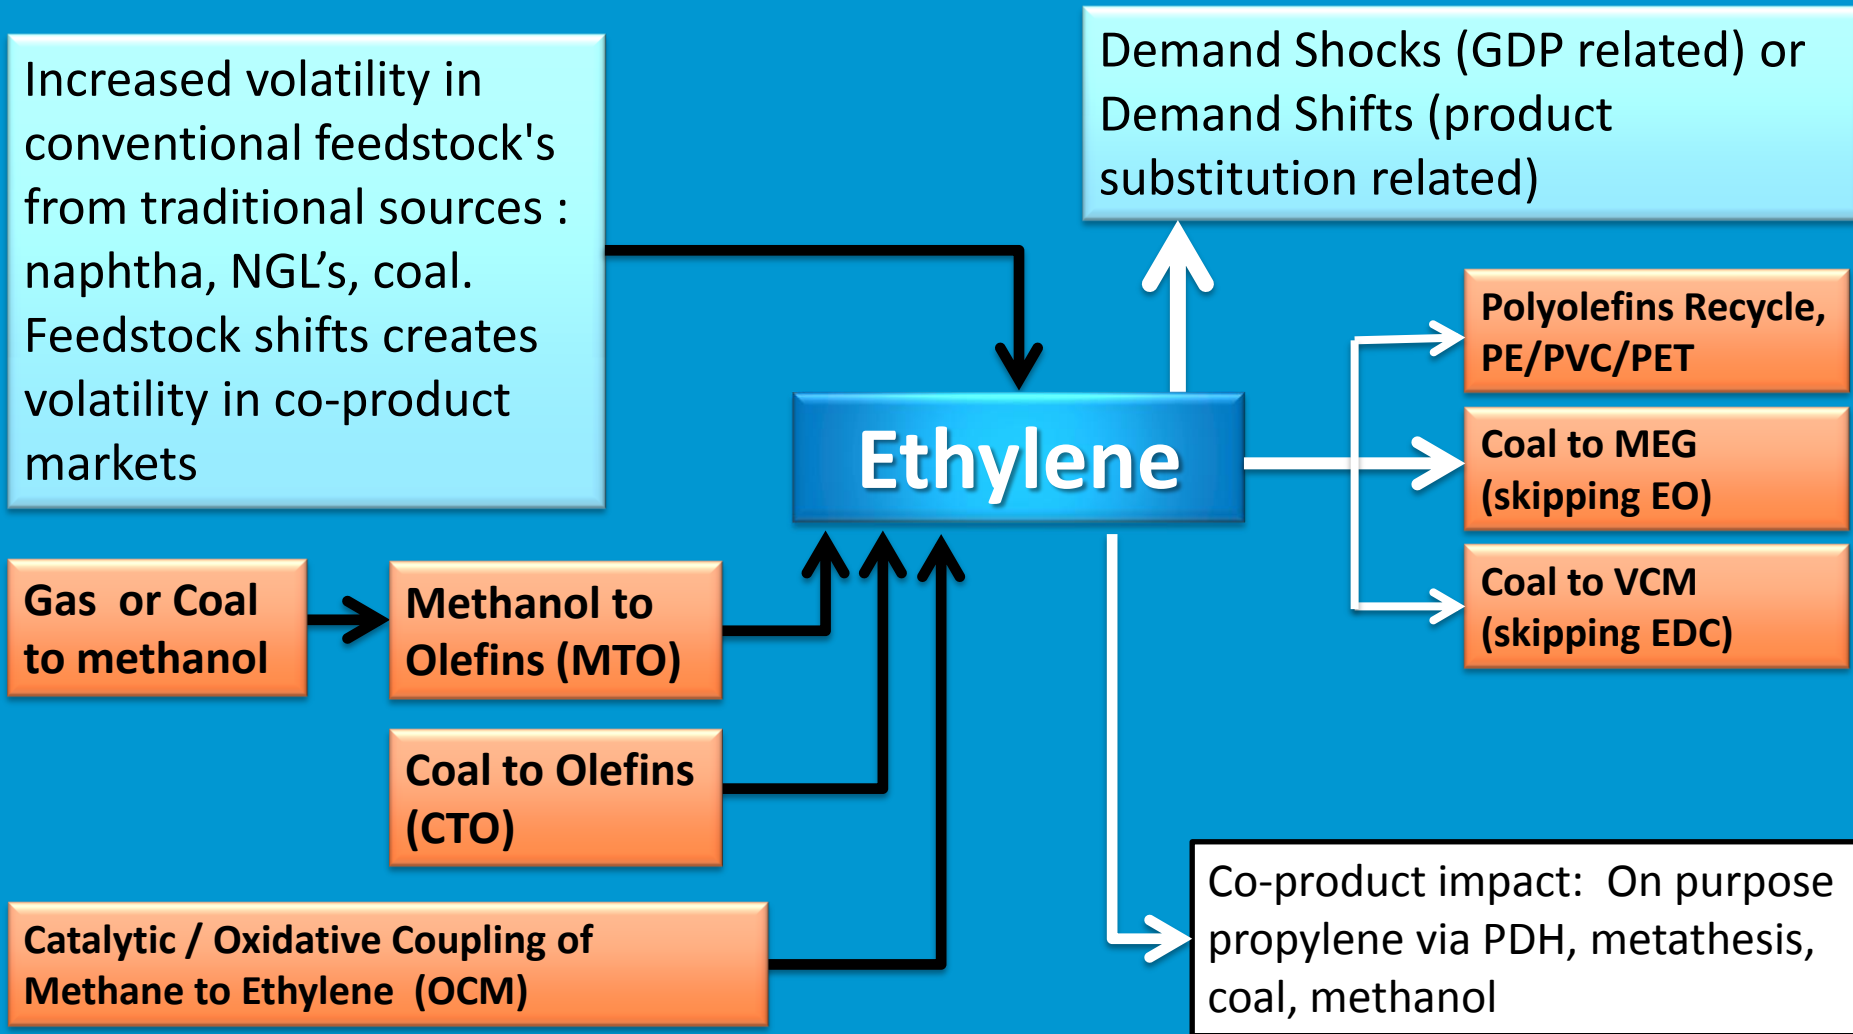 Increased volatility in
conventional feedstock's
from traditional sources :
naphtha, NGL’s, coal.
Feedstock shifts creates
volatility in co-product
markets
Demand Shocks (GDP related) or
Demand Shifts (product
substitution related)
Ethylene
Polyolefins Recycle,
PE/PVC/PET
Coal to MEG
(skipping EO)
Coal to VCM
(skipping EDC)
Gas or Coal
to methanol
Methanol to
Olefins (MTO)
Coal to Olefins
(CTO)
Catalytic / Oxidative Coupling of
Methane to Ethylene (OCM)
Co-product impact: On purpose
propylene via PDH, metathesis,
coal, methanol